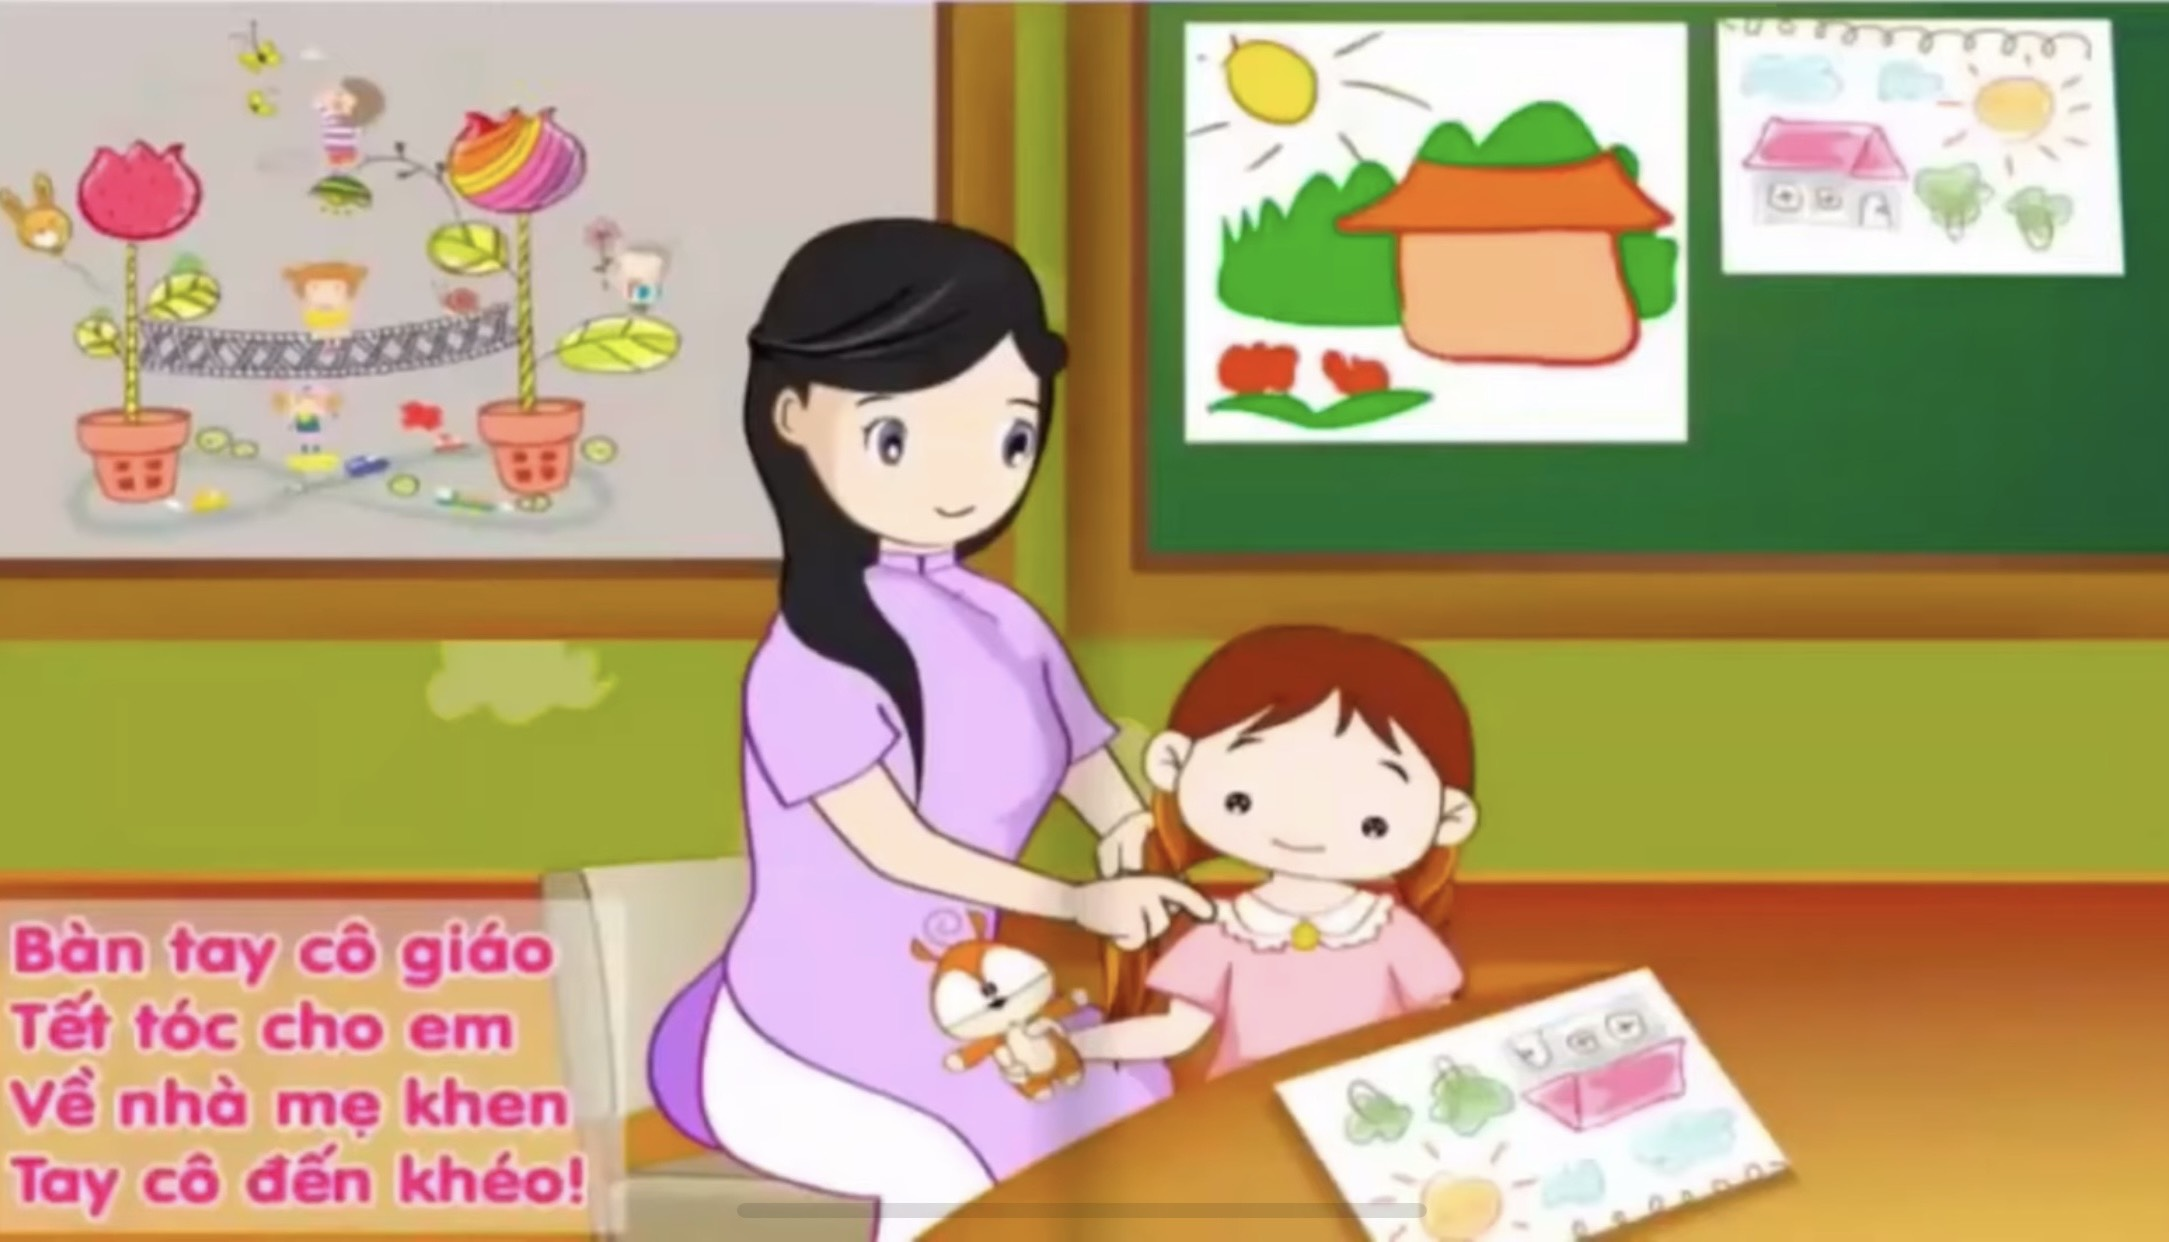 Bàn tay cô giáo
Tết tóc cho em
Về nhà mẹ khen
Tay cô đến khéo!